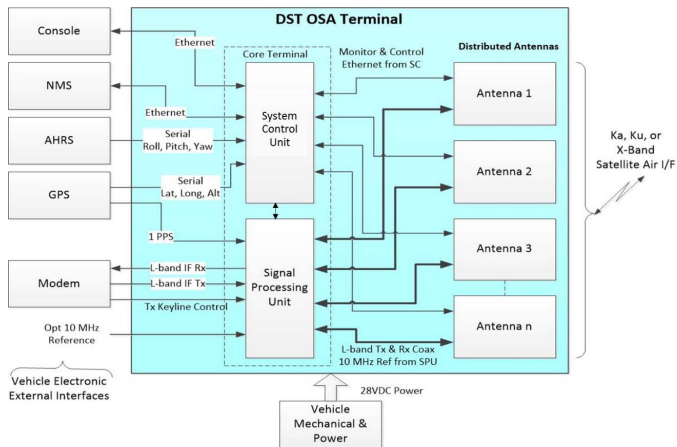 DST OSA Terminal
Console
Ethernet
Core Terminal
Monitor & Control
Ethernet from SC
Distributed Antennas
NMS
Ethernet
System
Control
Unit
Antenna 1
AHRS
Serial
Roll, Pitch, Yaw
Antenna 2
Ka, Ku, or
X-Band
Satellite Air I/F
GPS
Serial
Lat, Long, Alt
1 PPS
Antenna 3
Modem
L-band IF Rx
L-band IF Tx
Tx Keyline Control
Signal
Processing
Unit
Antenna n
Opt 10 MHz
Reference
L-band Tx & Rx Coax
10 MHz Ref from SPU
Vehicle Electronic
External Interfaces
28VDC Power
Vehicle
Mechanical &
Power